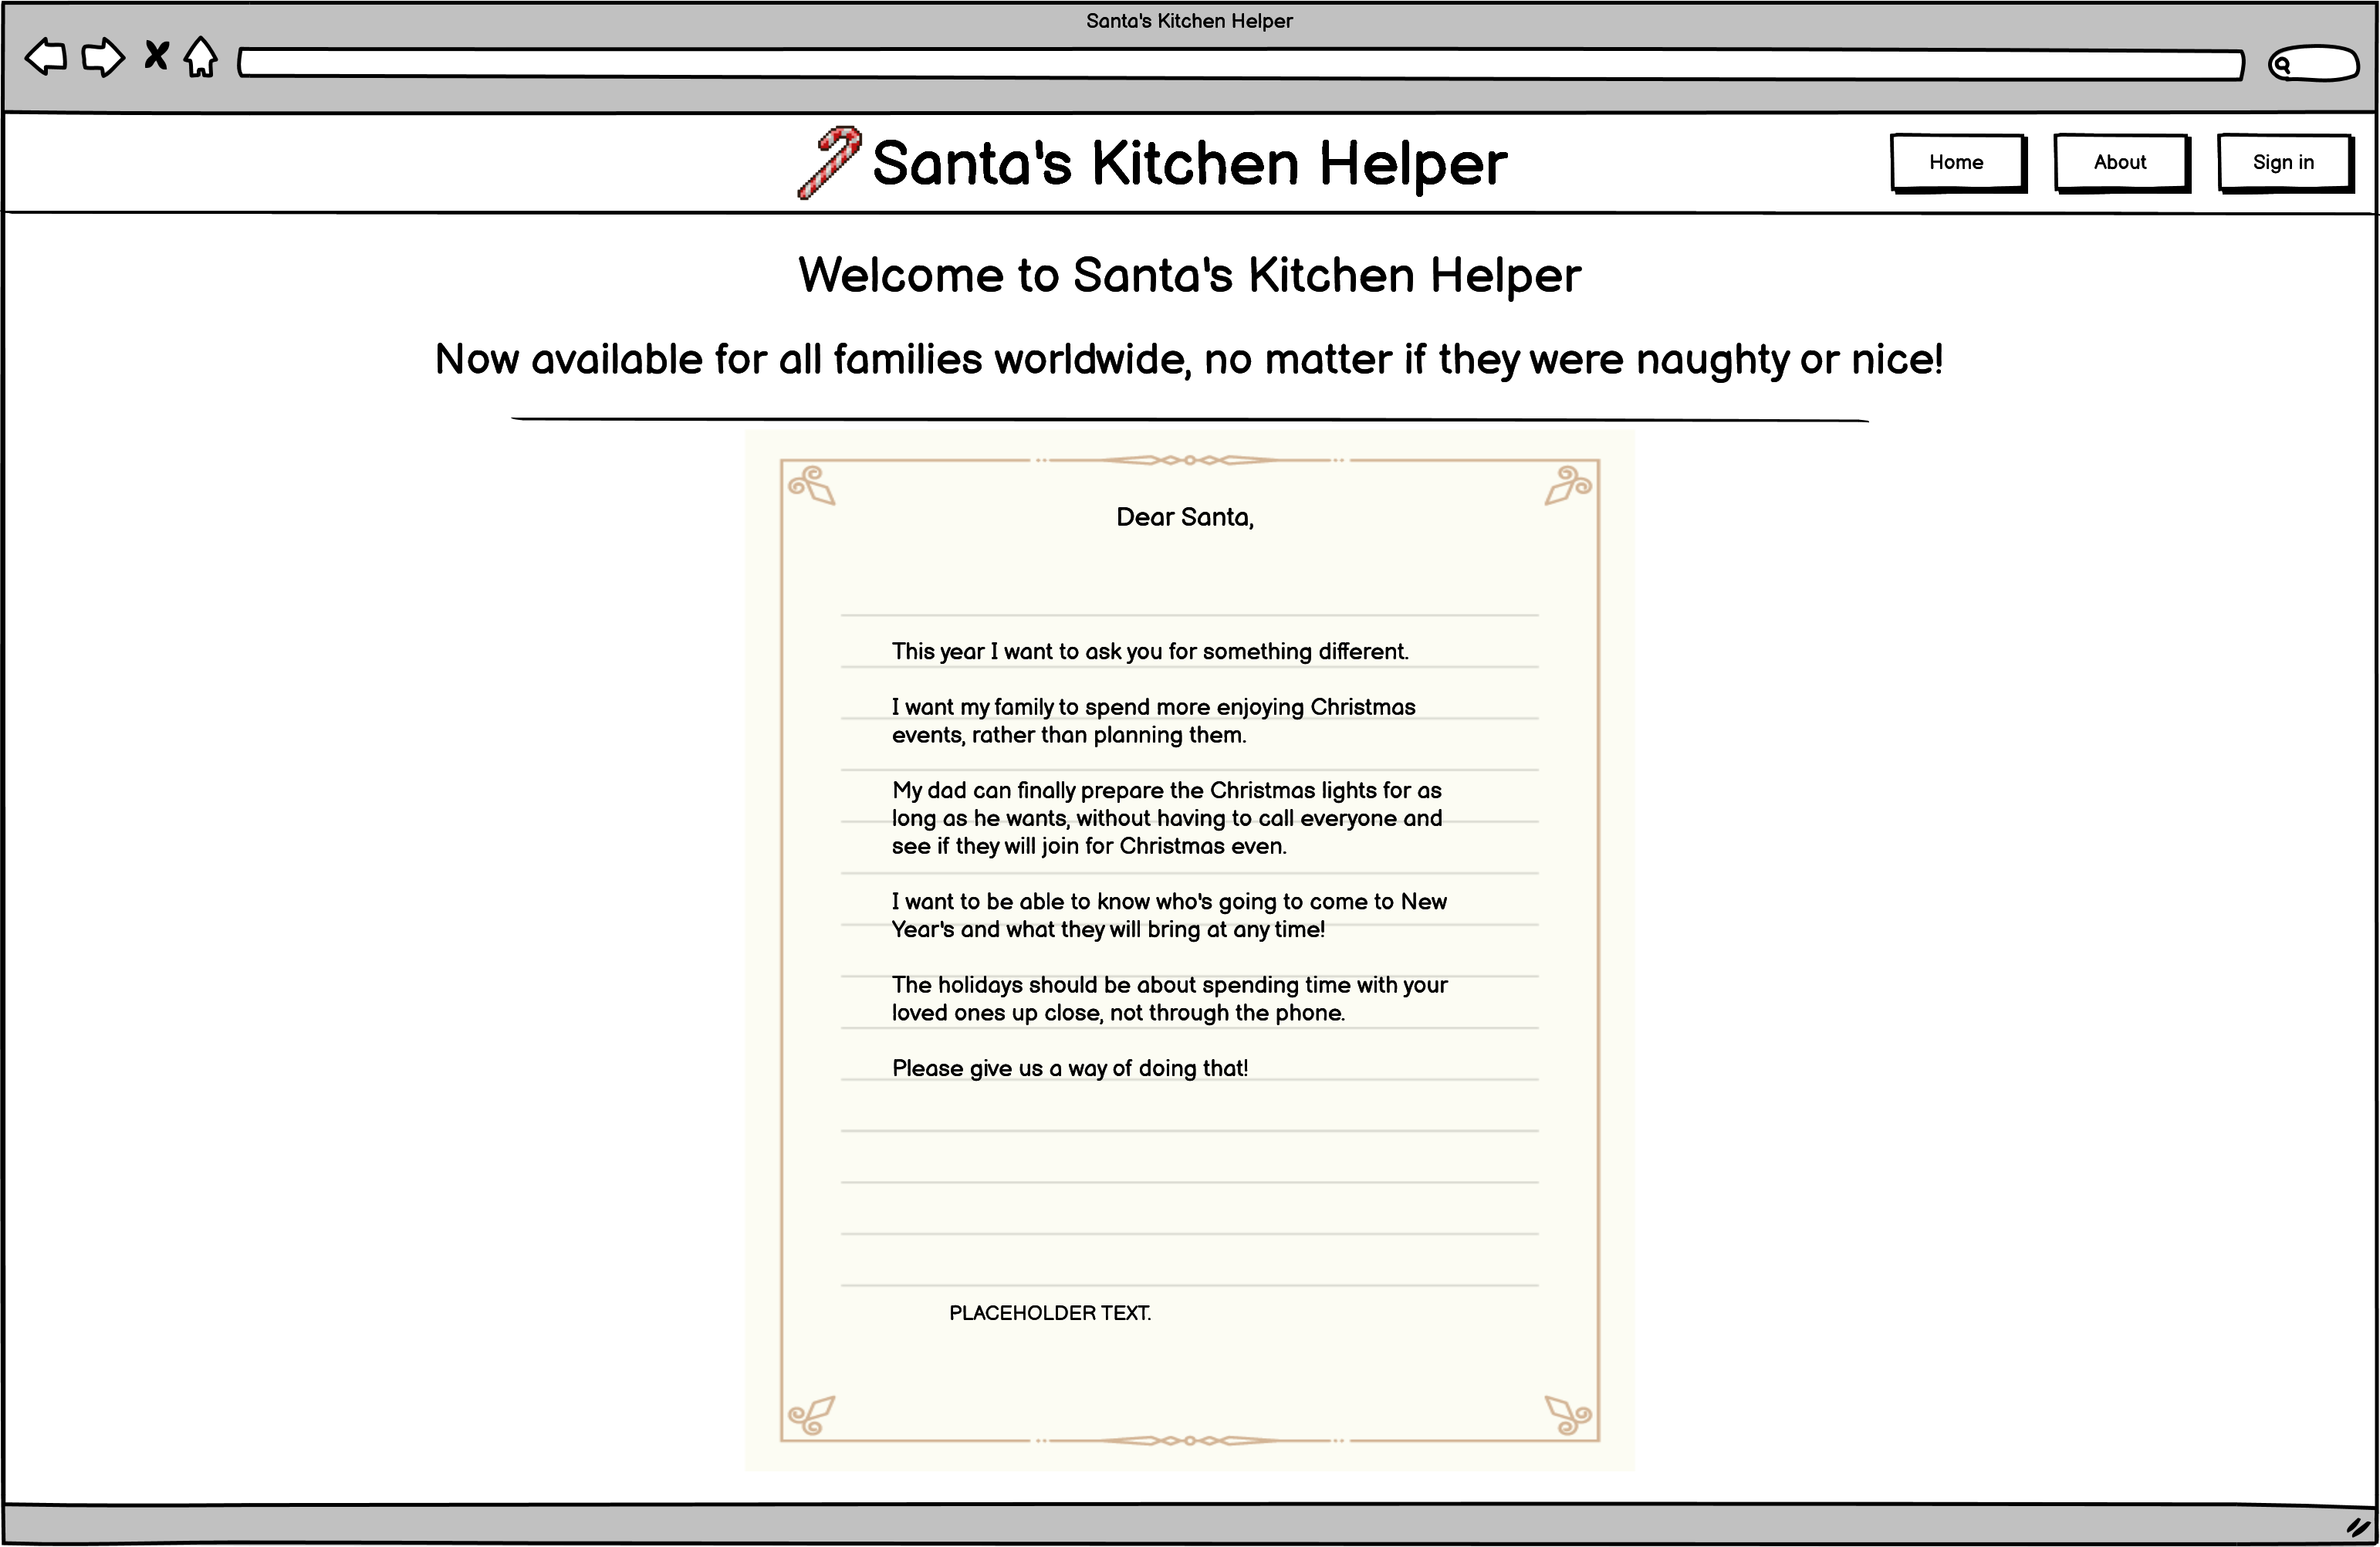 Santa's Kitchen Helper
Santa's Kitchen Helper
Home
About
Sign in
Welcome to Santa's Kitchen Helper
Now available for all families worldwide, no matter if they were naughty or nice!
Dear Santa,
This year I want to ask you for something different.
I want my family to spend more enjoying Christmas
events, rather than planning them.
My dad can finally prepare the Christmas lights for as
long as he wants, without having to call everyone and
see if they will join for Christmas even.
I want to be able to know who's going to come to New
Year's and what they will bring at any time!
The holidays should be about spending time with your
loved ones up close, not through the phone.
Please give us a way of doing that!
PLACEHOLDER TEXT.